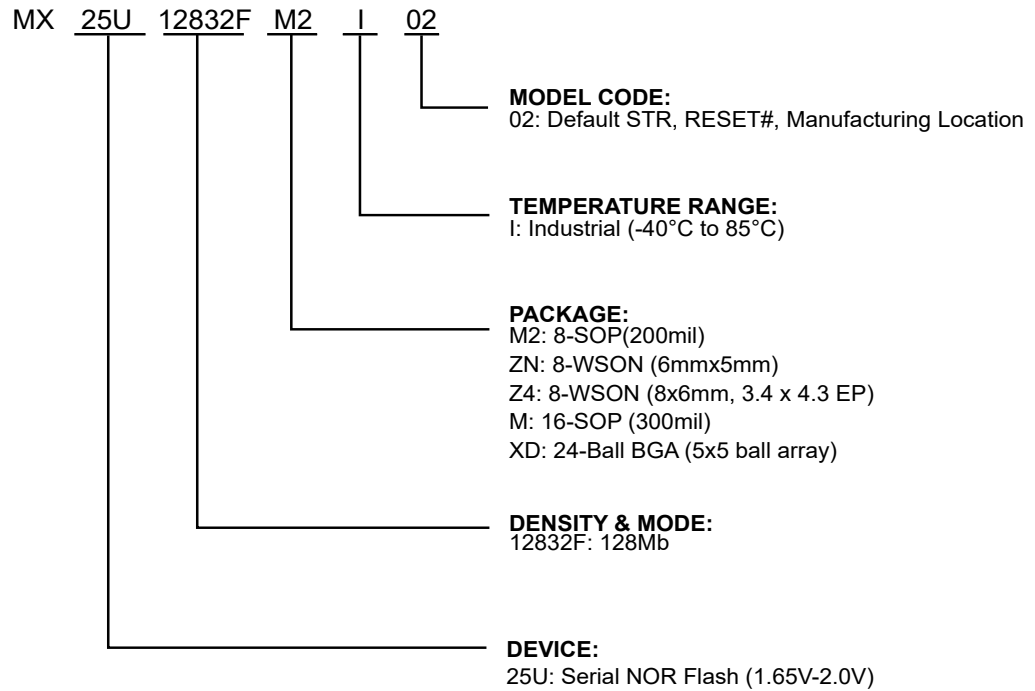 MX 25U 12832F M2 I 02
MODEL CODE:
02: Default STR, RESET#, Manufacturing Location
TEMPERATURE RANGE:
I: Industrial (-40°C to 85°C)
PACKAGE:
M2: 8-SOP(200mil)
ZN: 8-WSON (6mmx5mm)
Z4: 8-WSON (8x6mm, 3.4 x 4.3 EP)
M: 16-SOP (300mil)
XD: 24-Ball BGA (5x5 ball array)
DENSITY & MODE:
12832F: 128Mb
DEVICE:
25U: Serial NOR Flash (1.65V-2.0V)